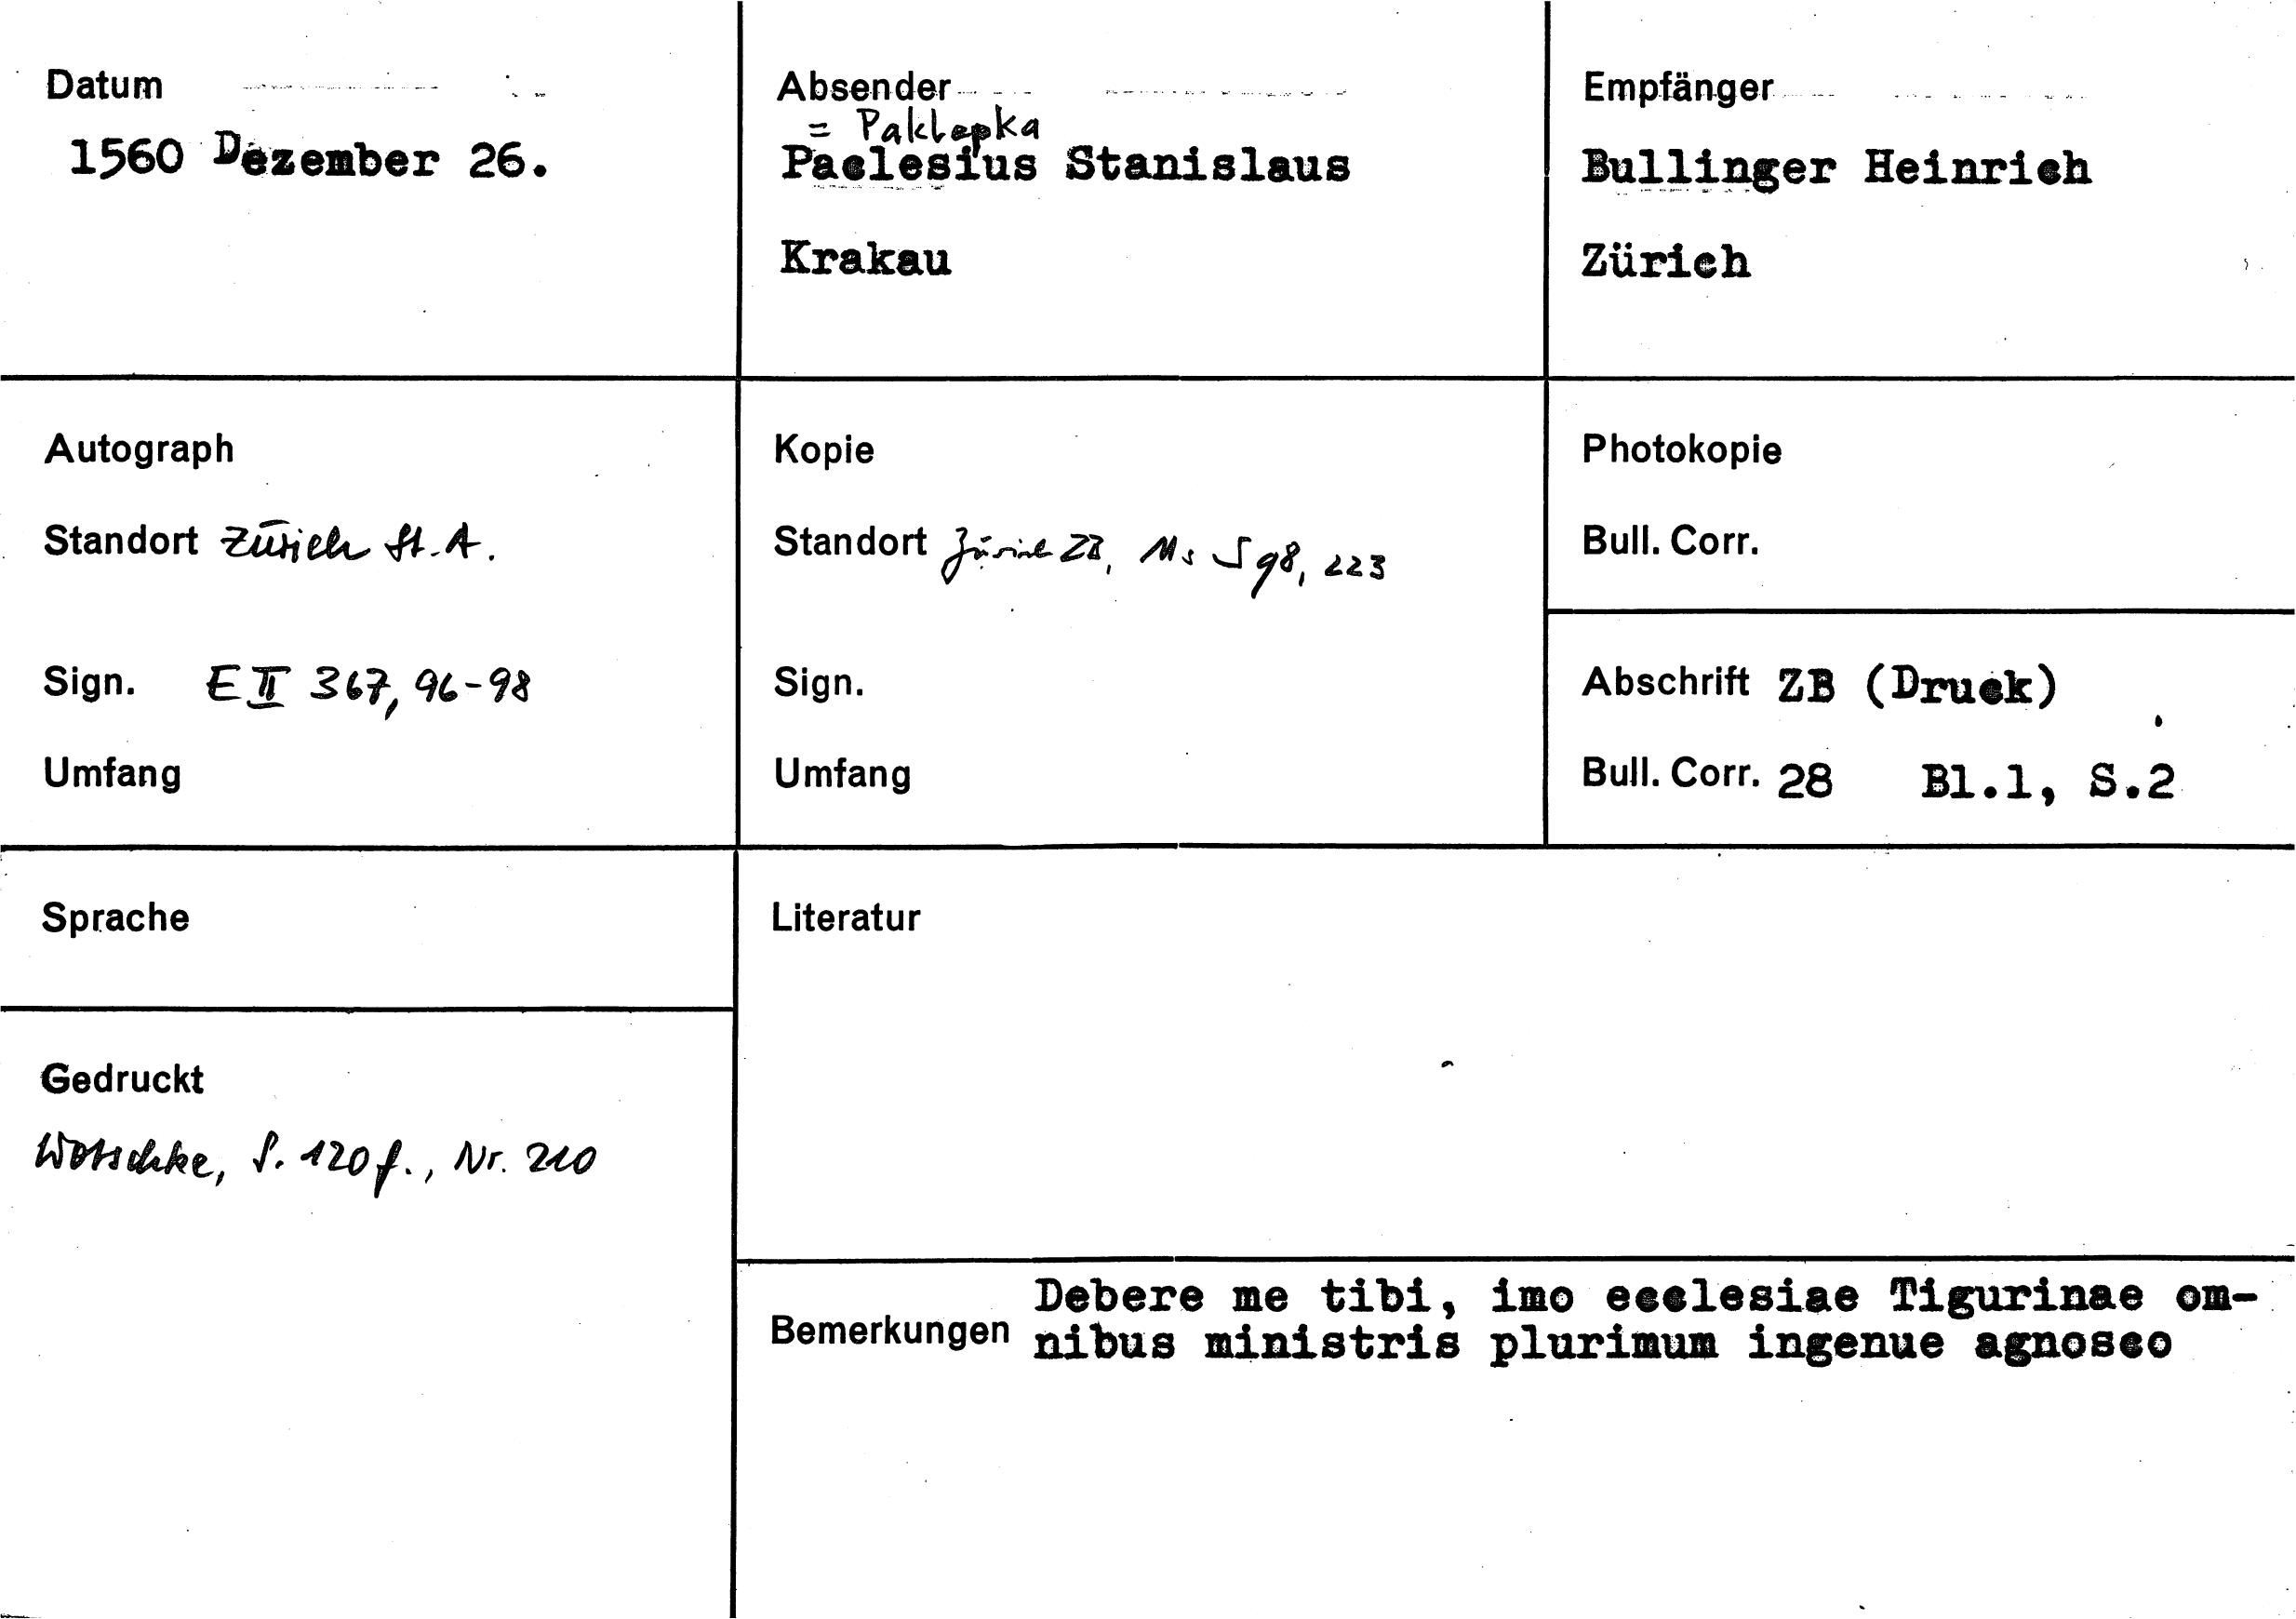 Datum
1560 Dezember 26.
Absender
= Paklepka
Paclesius Stanislaus
Krakau
Empfänger
Bullinger Heinrich
Zürich
Autograph
Standort Zürich St. A.
Sign. E II 367, 96-98
Umfang
Kopie
Standort Zürich ZB, Ms S 98, 223
Sign.
Umfang
Photokopie
Bull. Corr.
Abschrift ZB (Druck)
Bull. Corr. 28 Bl.1, S.2
Sprache
Literatur
Gedruckt
Wotschke, S. 120 f., Nr. 210
Bemerkungen
Debere me tibi, imo ecclesiae Tigurinae om-
nibus ministris plurimum ingenue agnosco